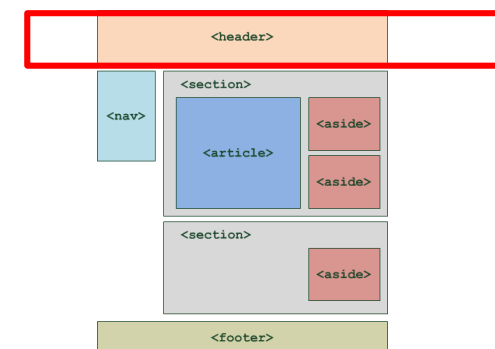 <header>
<section>
<nav>
<article>
<aside>
<aside>
<section>
<aside>
<footer>